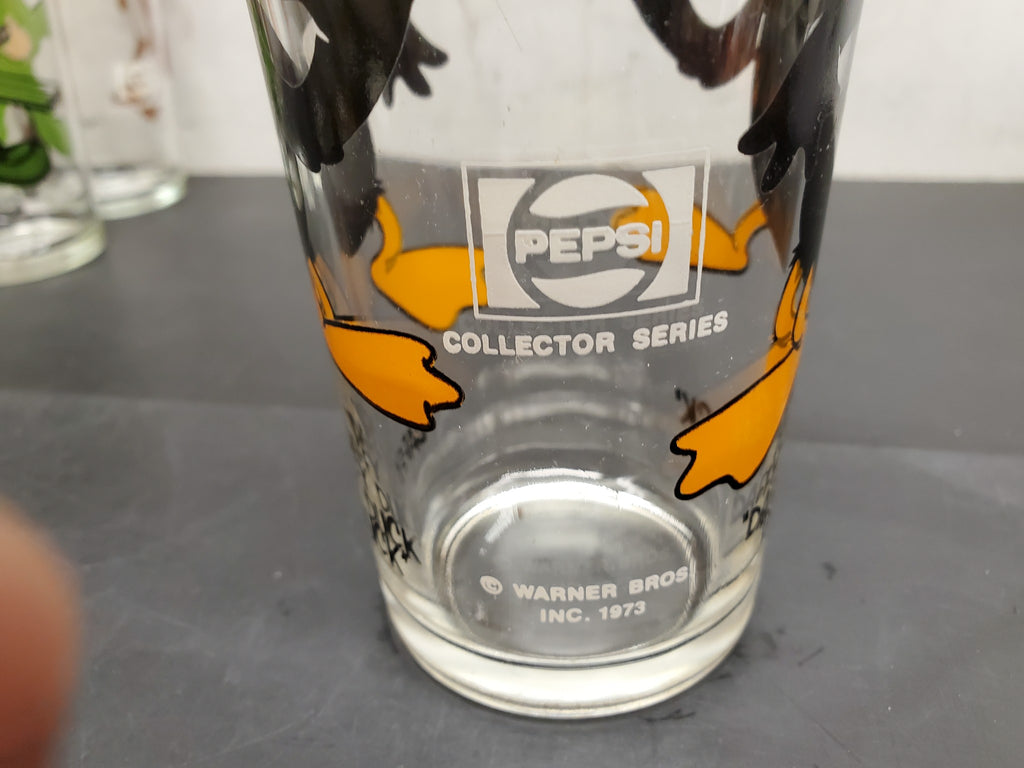 PEPSI
COLLECTOR SERIES
© WARNER BROS
INC. 1973